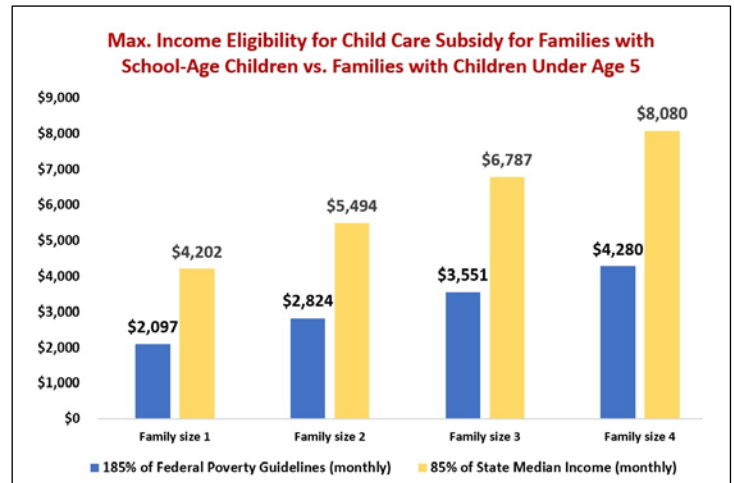 Max. Income Eligibility for Child Care Subsidy for Families with
School-Age Children vs. Families with Children Under Age 5
$9,000
$8,000
$7,000
$6,000
$5,000
$4,000
$3,000
$2,000
$1,000
$0
$2,097
$4,202
$2,824
$5,494
$3,551
$6,787
$4,280
$8,080
Family size 1
Family size 2
Family size 3
Family size 4
185% of Federal Poverty Guidelines (monthly)
85% of State Median Income (monthly)